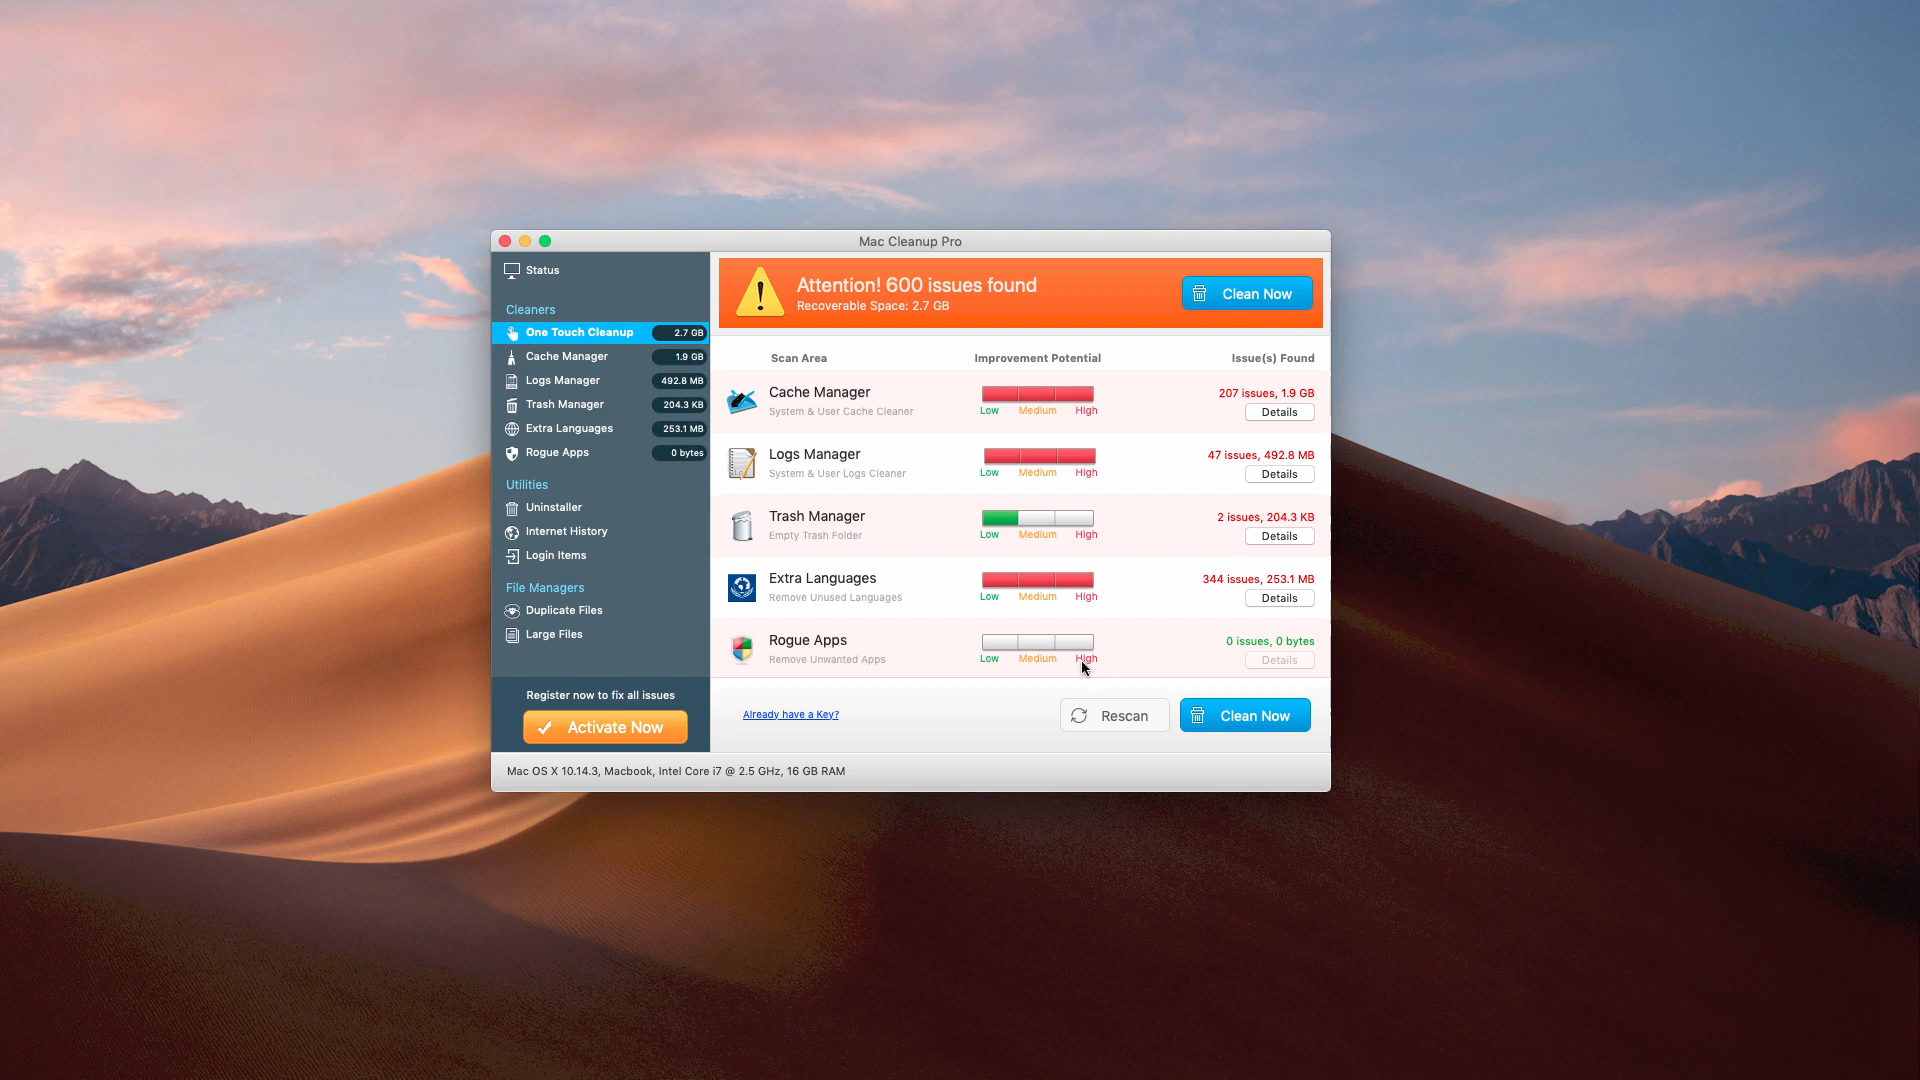 Mac Cleanup Pro
Status
Cleaners
One Touch Cleanup 2.7 GB
Cache Manager 1.9 GB
Logs Manager 492.8 MB
Trash Manager 204.3 KB
Extra Languages 253.1 MB
Rogue Apps 0 bytes
Utilities
Uninstaller
Internet History
Login Items
File Managers
Duplicate Files
Large Files
Register now to fix all issues
Activate Now
Attention! 600 issues found
Recoverable Space: 2.7 GB
Clean Now
Scan Area Improvement Potential Issue(s) Found
Cache Manager
System & User Cache Cleaner
Low Medium High
207 issues, 1.9 GB
Details
Logs Manager
System & User Logs Cleaner
Low Medium High
47 issues, 492.8 MB
Details
Trash Manager
Empty Trash Folder
Low Medium High
2 issues, 204.3 KB
Details
Extra Languages
Remove Unused Languages
Low Medium High
344 issues, 253.1 MB
Details
Rogue Apps
Remove Unwanted Apps
Low Medium High
0 issues, 0 bytes
Details
Already have a Key?
Rescan
Clean Now
Mac OS X 10.14.3, Macbook, Intel Core i7 @ 2.5 GHz, 16 GB RAM